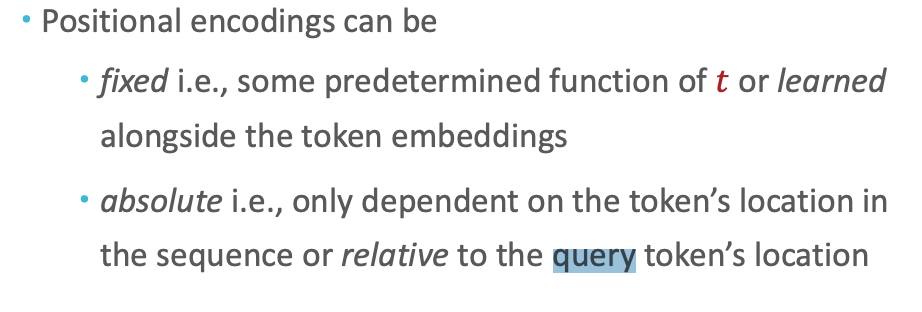 • Positional encodings can be
• fixed i.e., some predetermined function of t or learned
alongside the token embeddings
• absolute i.e., only dependent on the token’s location in
the sequence or relative to the query token’s location